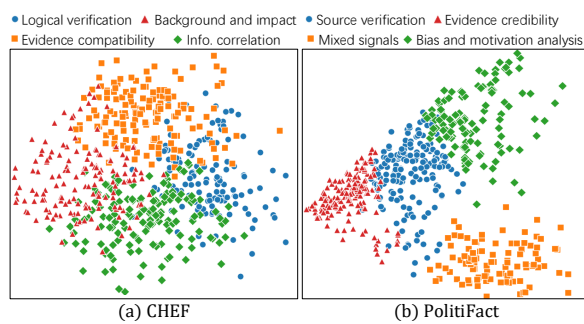 Logical verification Background and impact Source verification Evidence credibility
Evidence compatibility Info. correlation Mixed signals Bias and motivation analysis
(a) CHEF (b) PolitiFact